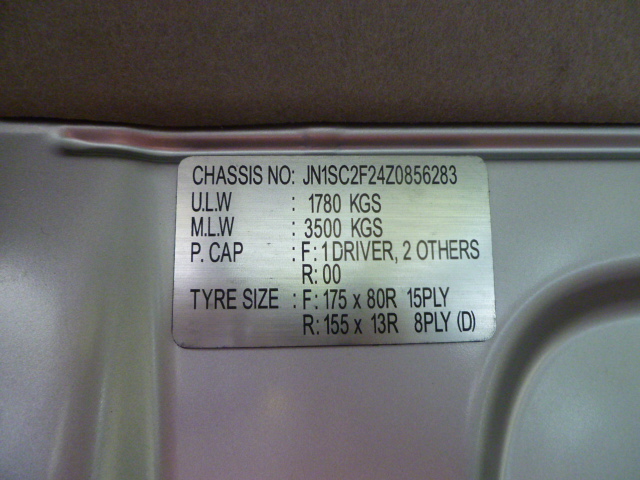 CHASSIS NO: JN1SC2F24Z0856283
U.L.W : 1780 KGS
M.L.W : 3500 KGS
P. CAP : F: 1 DRIVER, 2 OTHERS
R: 00
TYRE SIZE : F: 175 x 80R 15PLY
R: 155 x 13R 8PLY (D)